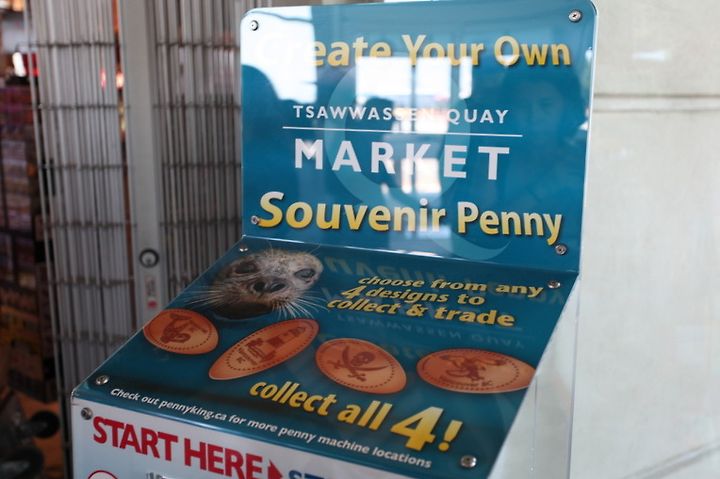 Create Your Own
TSAWWASSEN QUAY
MARKET
Souvenir Penny
choose from any
4 designs to
collect & trade
collect all 4!
Check out pennyking.ca for more penny machine locations
START HERE